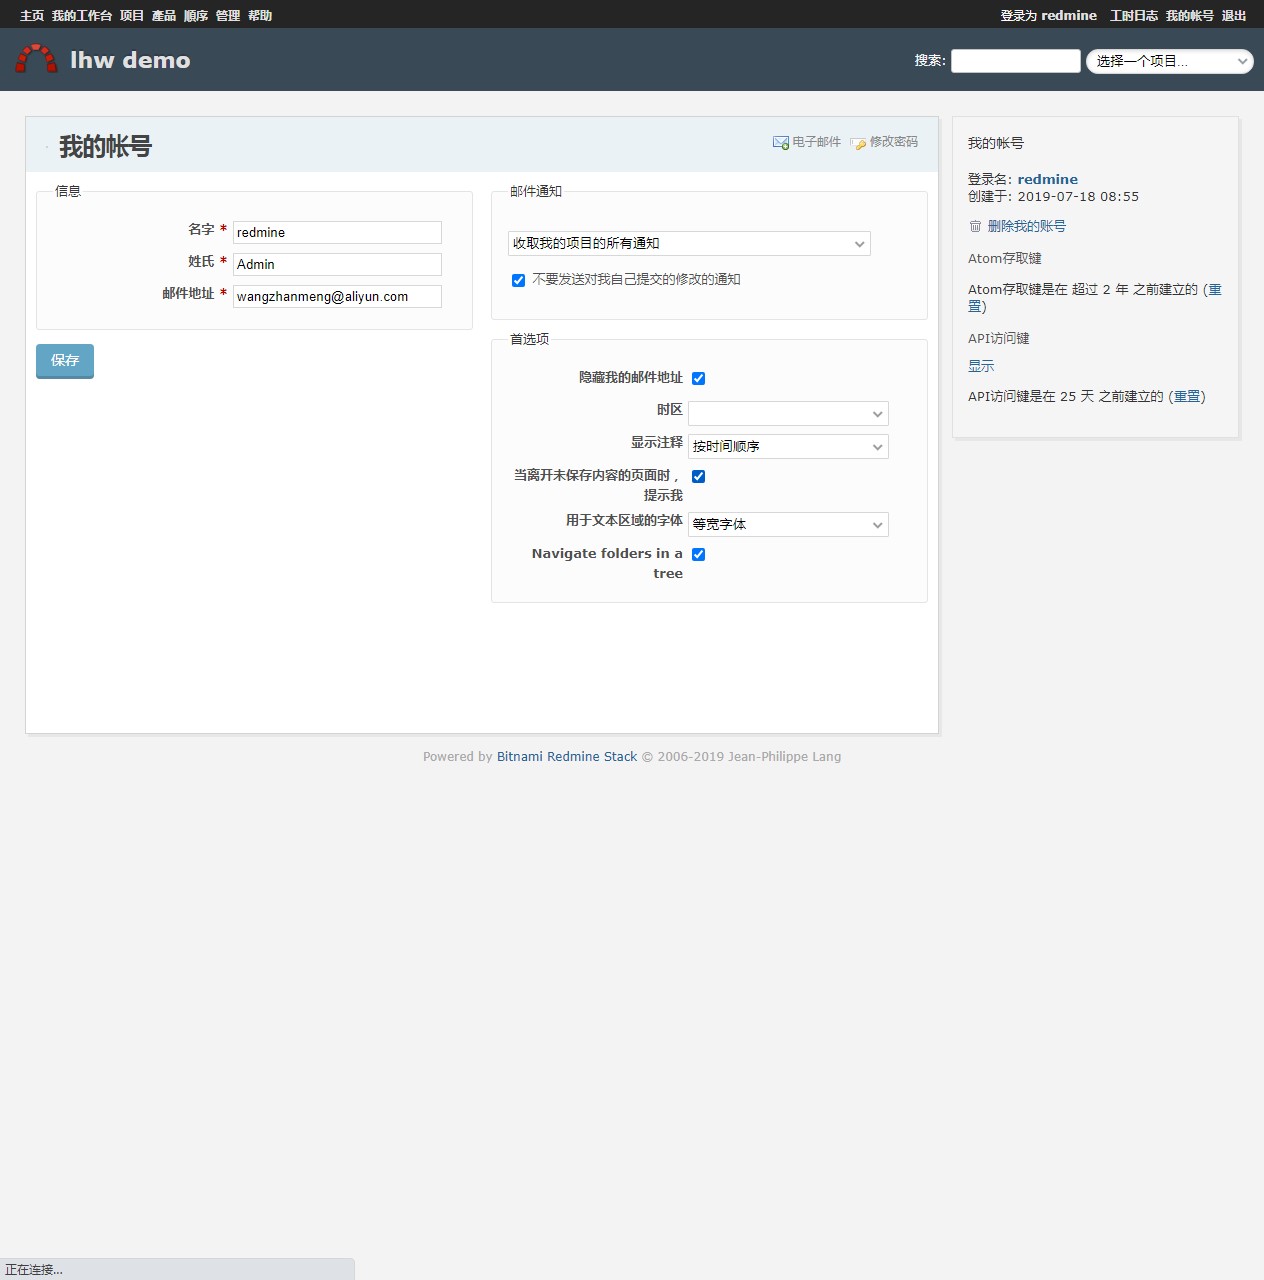 主页 我的工作台 项目 產品 順序 管理 帮助
登录为 redmine 工时日志 我的帐号 退出
lhw demo
搜索:
选择一个项目...
我的帐号
电子邮件 修改密码
信息
名字 *
redmine
姓氏 *
Admin
邮件地址 *
wangzhanmeng@aliyun.com
保存
邮件通知
收取我的项目的所有通知
不要发送对我自己提交的修改的通知
首选项
隐藏我的邮件地址
时区
显示注释
按时间顺序
当离开未保存内容的页面时，
提示我
用于文本区域的字体
等宽字体
Navigate folders in a
tree
我的帐号
登录名: redmine
创建于: 2019-07-18 08:55
删除我的账号
Atom存取键
Atom存取键是在 超过 2 年 之前建立的 (重
置)
API访问键
显示
API访问键是在 25 天 之前建立的 (重置)
Powered by Bitnami Redmine Stack © 2006-2019 Jean-Philippe Lang
正在连接...